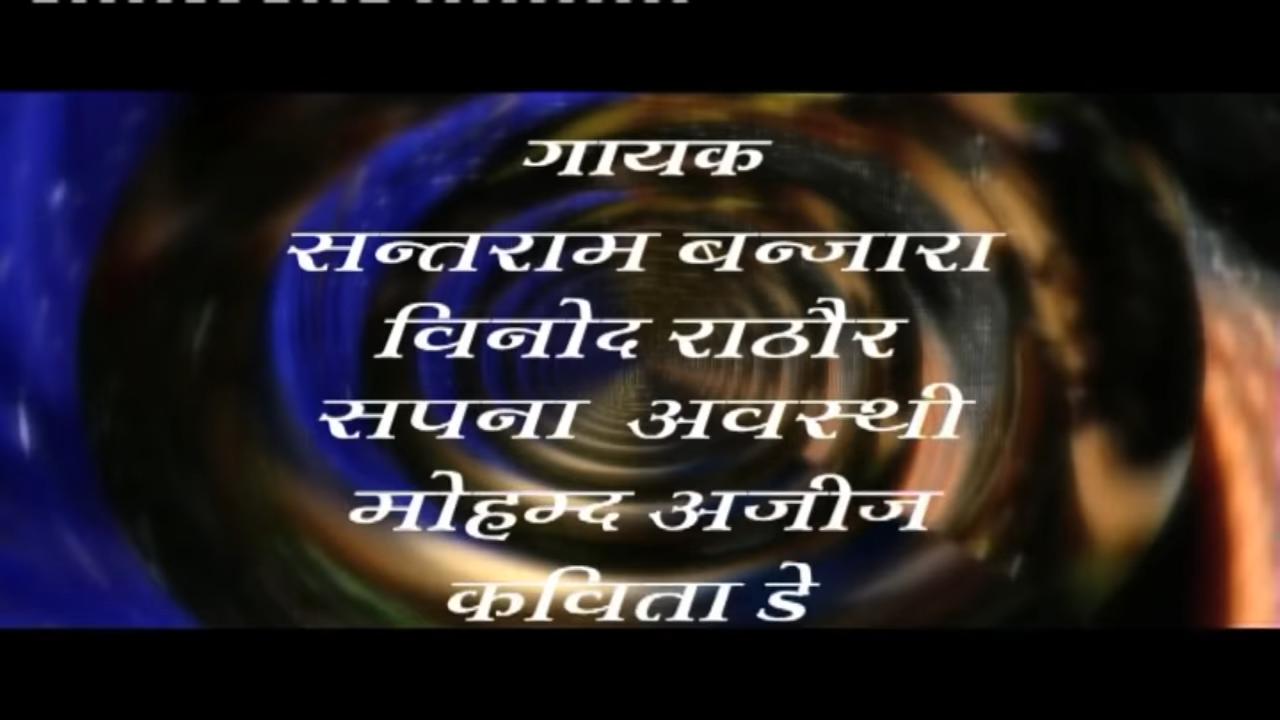 गायक
सन्तराम बन्जारा
विनोद राठौर
सपना अवस्थी
मोहम्द अजीज
कविता डे